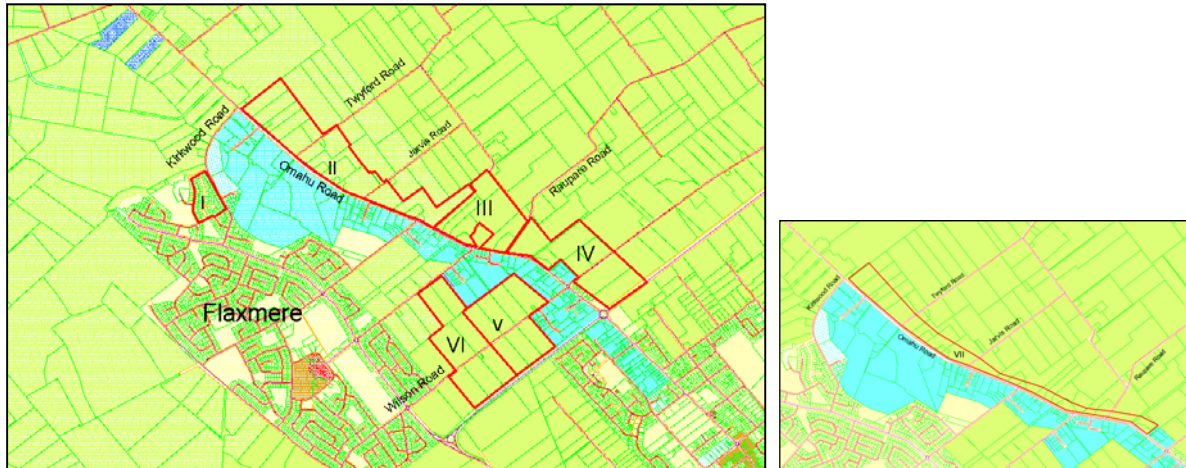 Twyford Road
Kirkwood Road
Jarvis Road
II
Omahu Road
Raupare Road
I
III
IV
Flaxmere
V
VI
Wilson Road
Kirkwood Road
Twyford Road
Jarvis Road
Omahu Road
VII
Raupare Road